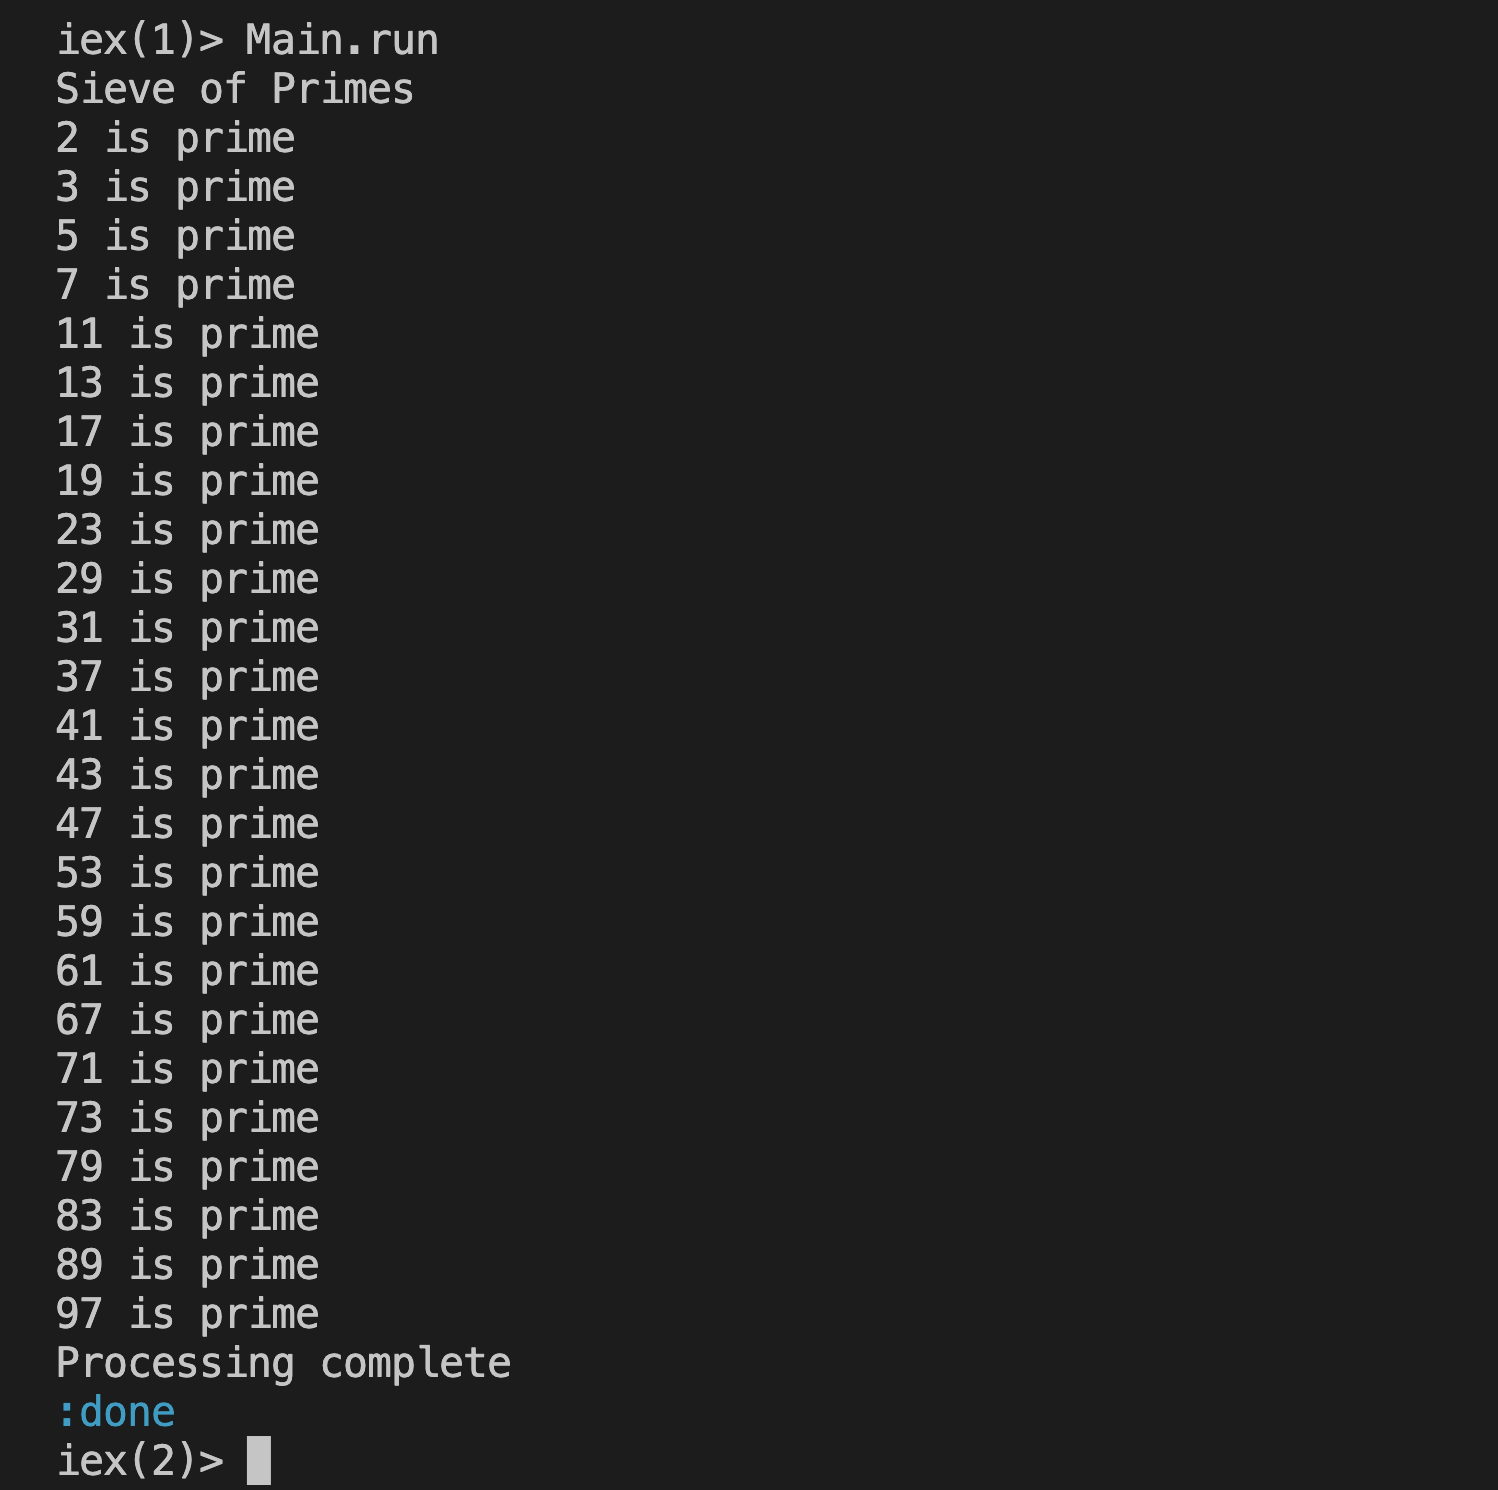 iex(1)> Main.run
Sieve of Primes
2 is prime
3 is prime
5 is prime
7 is prime
11 is prime
13 is prime
17 is prime
19 is prime
23 is prime
29 is prime
31 is prime
37 is prime
41 is prime
43 is prime
47 is prime
53 is prime
59 is prime
61 is prime
67 is prime
71 is prime
73 is prime
79 is prime
83 is prime
89 is prime
97 is prime
Processing complete
:done
iex(2)>